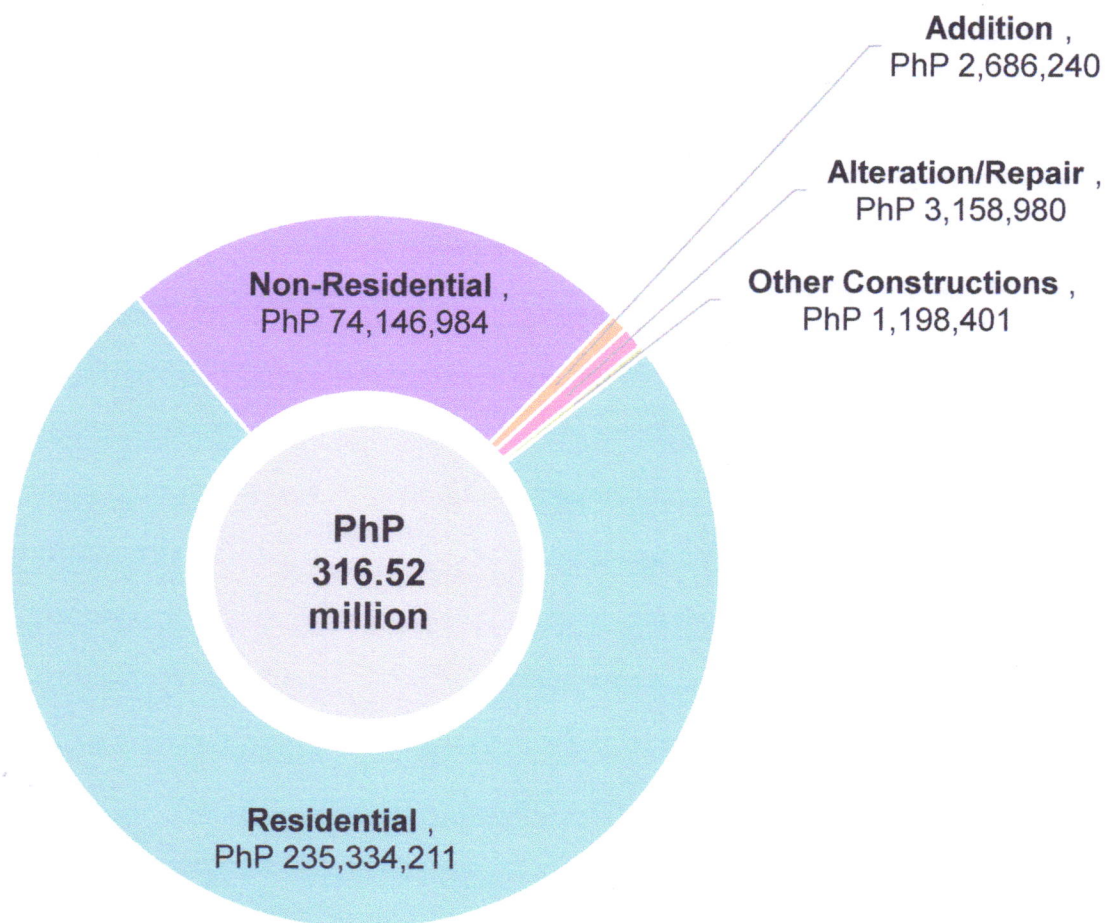 Addition ,
PhP 2,686,240
Alteration/Repair ,
PhP 3,158,980
Other Constructions ,
PhP 1,198,401
Non-Residential ,
PhP 74,146,984
PhP
316.52
million
Residential ,
PhP 235,334,211